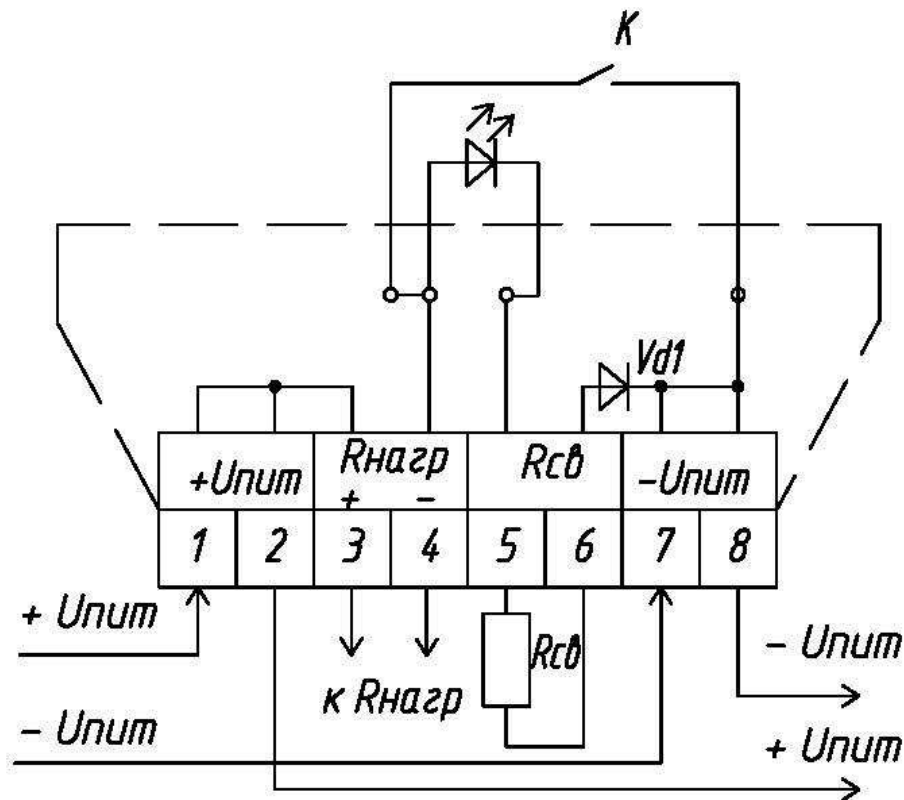 K
Vd1
+Uпит
Rнагр
+ -
Rсв
-Uпит
1 2 3 4 5 6 7 8
+ Uпит
к Rнагр
Rсв
- Uпит
- Uпит
+ Uпит